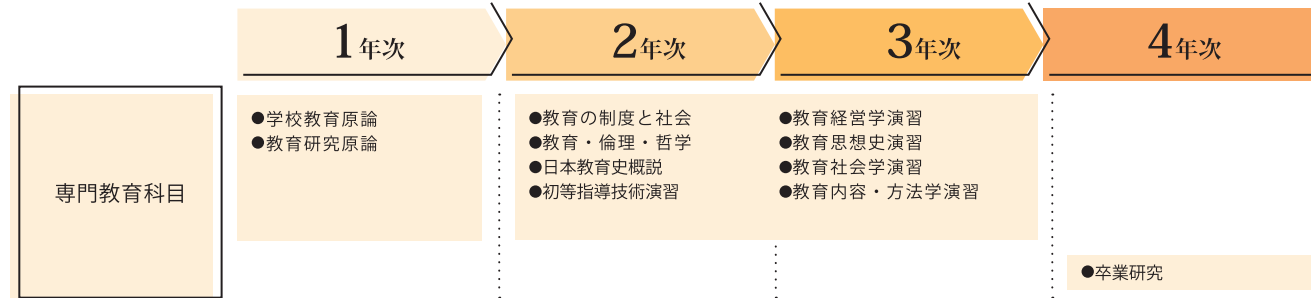 1年次
2年次
3年次
4年次
専門教育科目
●学校教育原論
●教育研究原論
●教育の制度と社会
●教育・倫理・哲学
●日本教育史概説
●初等指導技術演習
●教育経営学演習
●教育思想史演習
●教育社会学演習
●教育内容・方法学演習
●卒業研究